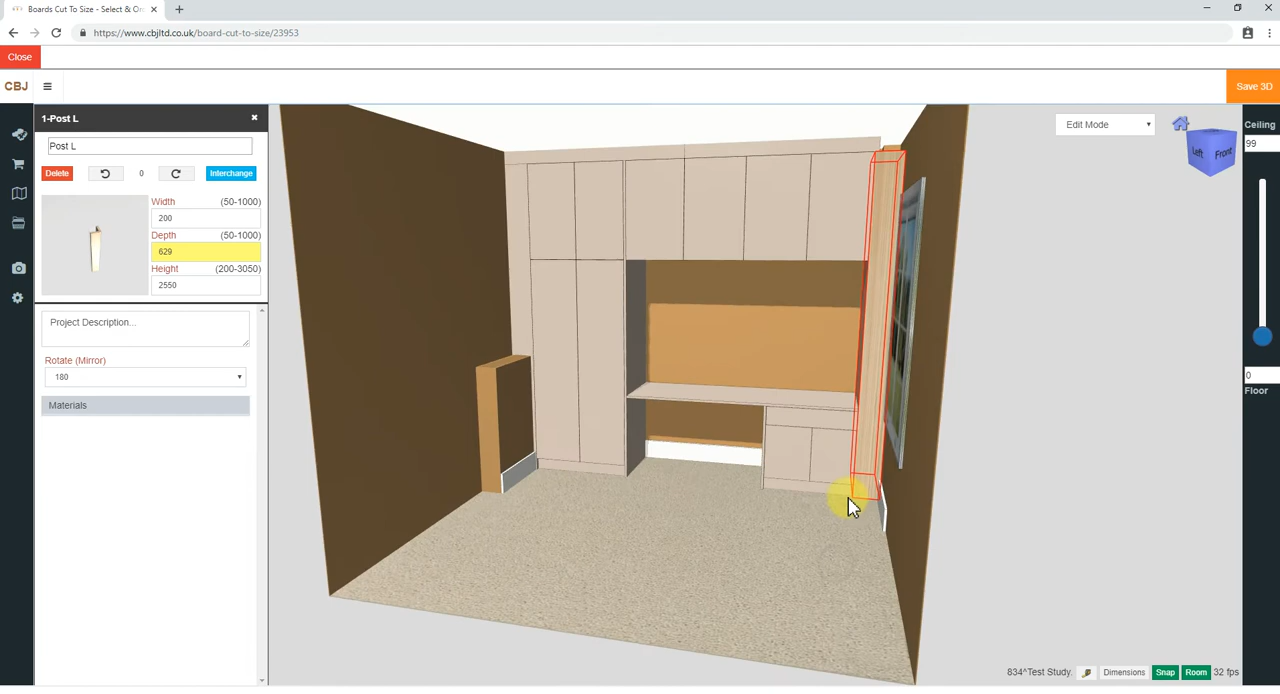 Boards Cut To Size - Select & Or
https://www.cbjltd.co.uk/board-cut-to-size/23953
Close
CBJ
Save 3D
1-Post L
Post L
Delete
0
Interchange
Width (50-1000)
200
Depth (50-1000)
629
Height (200-3050)
2550
Project Description...
Rotate (Mirror)
180
Materials
Edit Mode
Left
Front
Ceiling
99
0
Floor
834^Test Study.
Dimensions
Snap
Room
32 fps